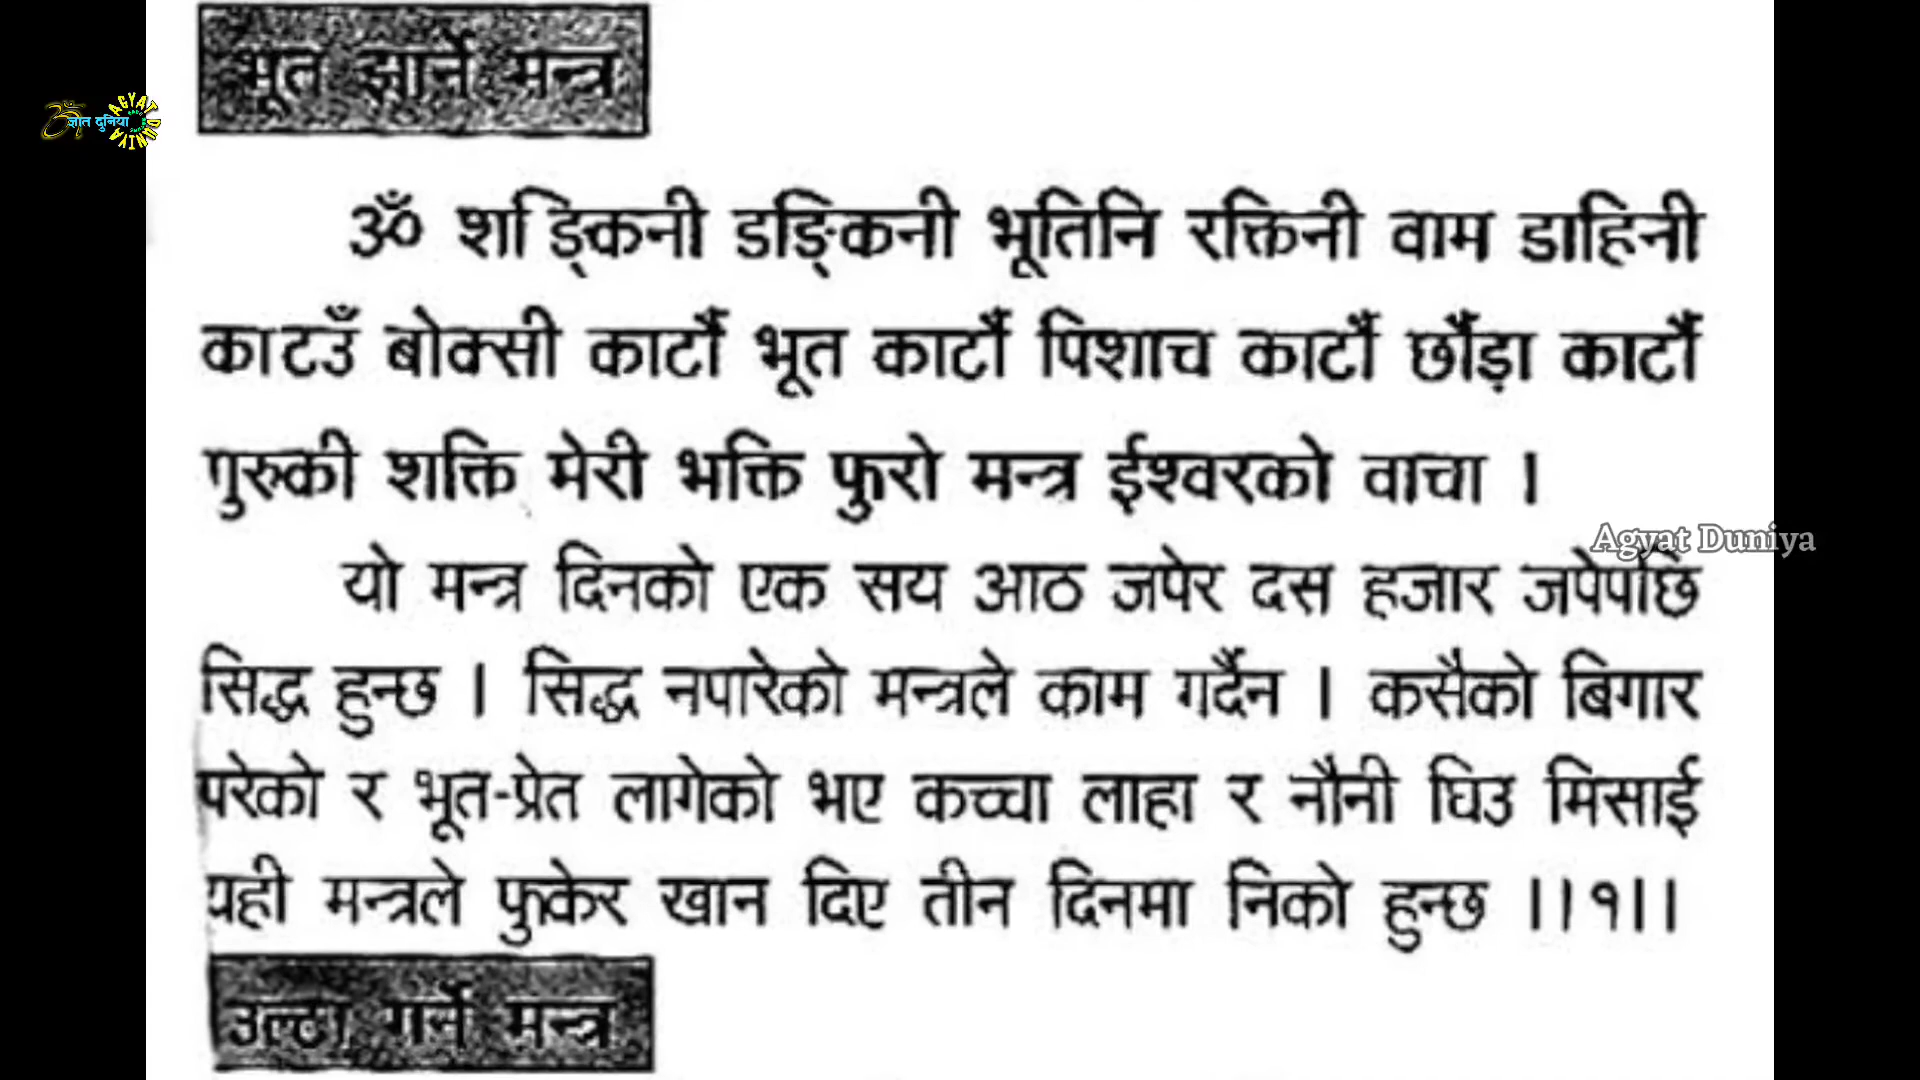 भूत झार्ने मन्त्र
ज्ञात दुनिया
AGYAT DUNIYA
ॐ शङ्किनी डङ्किनी भूतिनि रक्तिनी वाम डाहिनी
काटउँ बोक्सी काटौँ भूत काटौँ पिशाच काटौँ छौँड़ा काटौँ
गुरुकी शक्ति मेरी भक्ति फुरो मन्त्र ईश्वरको वाचा ।
Agyat Duniya
यो मन्त्र दिनको एक सय आठ जपेर दस हजार जपेपछि
सिद्ध हुन्छ । सिद्ध नपारेको मन्त्रले काम गर्दैन । कसैको बिगार
परेको र भूत-प्रेत लागेको भए कच्चा लाहा र नौनी घिउ मिसाई
यही मन्त्रले फुकेर खान दिए तीन दिनमा निको हुन्छ ।।१।।
उल्टा गर्ने मन्त्र